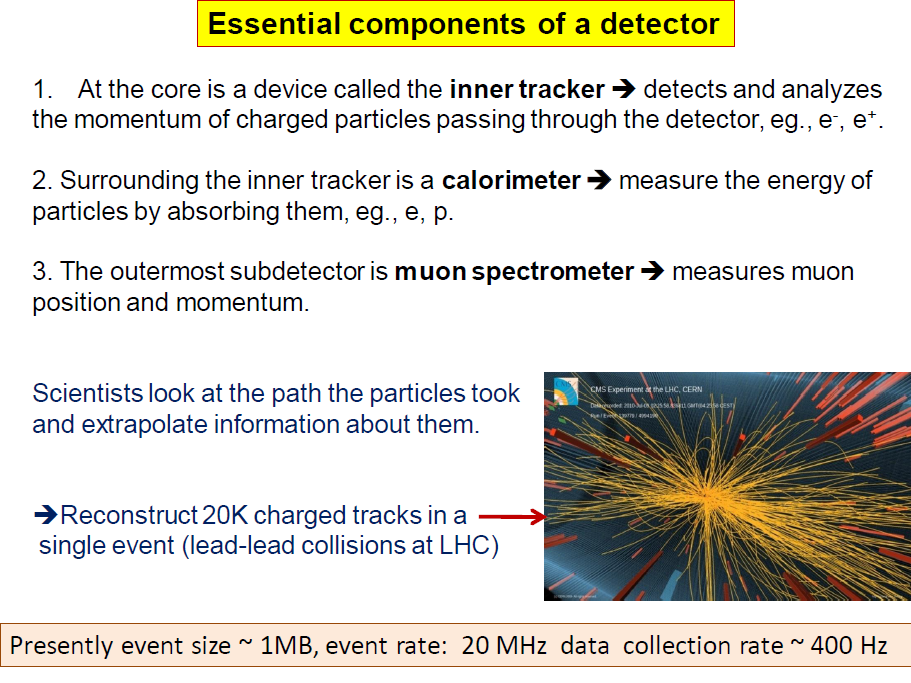 Essential components of a detector
1. At the core is a device called the inner tracker ➔ detects and analyzes
the momentum of charged particles passing through the detector, eg., e⁻, e⁺.
2. Surrounding the inner tracker is a calorimeter ➔ measure the energy of
particles by absorbing them, eg., e, p.
3. The outermost subdetector is muon spectrometer ➔ measures muon
position and momentum.
Scientists look at the path the particles took
and extrapolate information about them.
➔Reconstruct 20K charged tracks in a
single event (lead-lead collisions at LHC)
CMS Experiment at the LHC, CERN
Presently event size ~ 1MB, event rate: 20 MHz data collection rate ~ 400 Hz